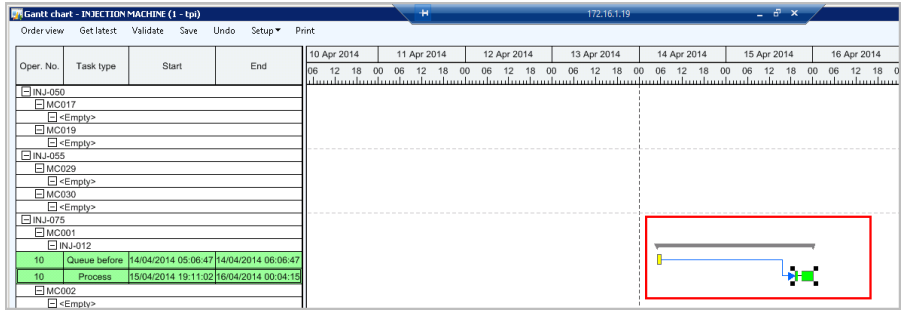 Gantt chart - INJECTION MACHINE (1 - tpi)
172.16.1.19
Order view Get latest Validate Save Undo Setup Print
Oper. No. Task type Start End
10 Apr 2014 11 Apr 2014 12 Apr 2014 13 Apr 2014 14 Apr 2014 15 Apr 2014 16 Apr 2014
06 12 18 00 06 12 18 00 06 12 18 00 06 12 18 00 06 12 18 00 06 12 18 00 06 12 18 0
INJ-050
MC017
<Empty>
MC019
<Empty>
INJ-055
MC029
<Empty>
MC030
<Empty>
INJ-075
MC001
INJ-012
10 Queue before 14/04/2014 05:06:47 14/04/2014 06:06:47
10 Process 15/04/2014 19:11:02 16/04/2014 00:04:15
MC002
<Empty>